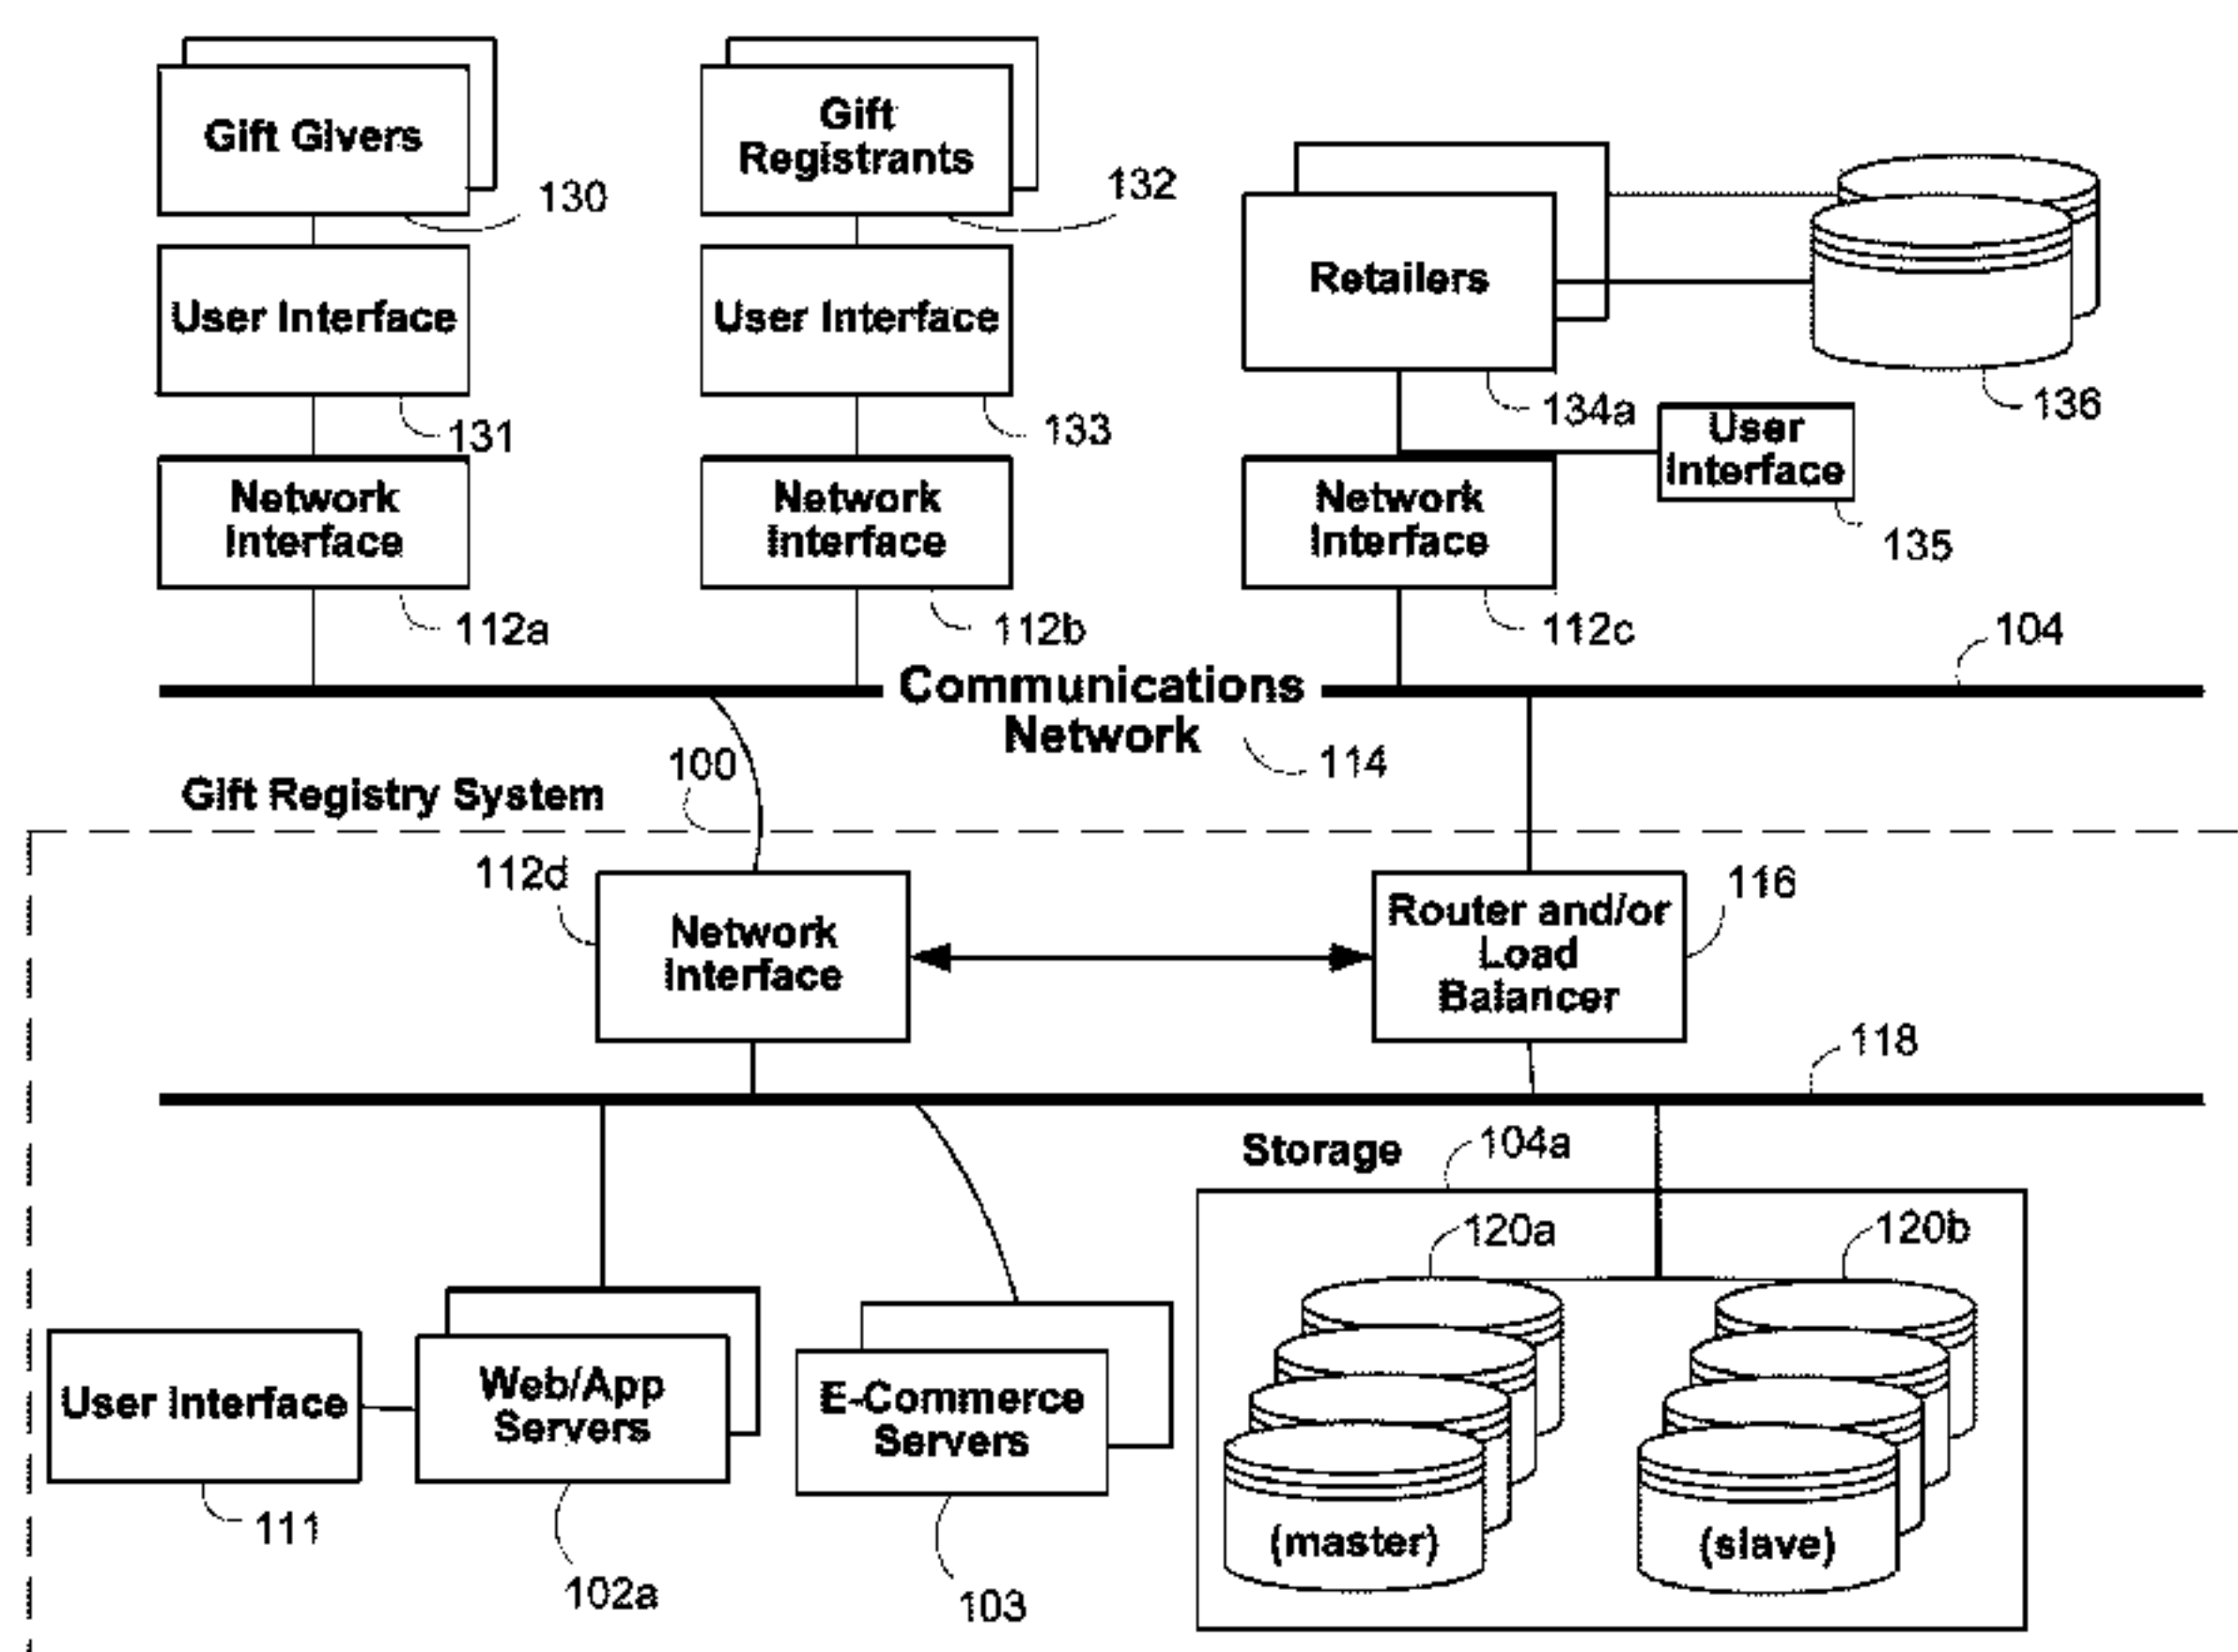 Gift Givers
130
Gift
Registrants
132
Retailers
134a
136
User Interface
131
User Interface
133
User
Interface
135
Network
Interface
112a
Network
Interface
112b
Network
Interface
112c
104
Communications
Network
114
100
Gift Registry System
112d
Network
Interface
Router and/or
Load
Balancer
116
118
Storage
104a
120a
120b
User Interface
111
Web/App
Servers
102a
E-Commerce
Servers
103
(master)
(slave)